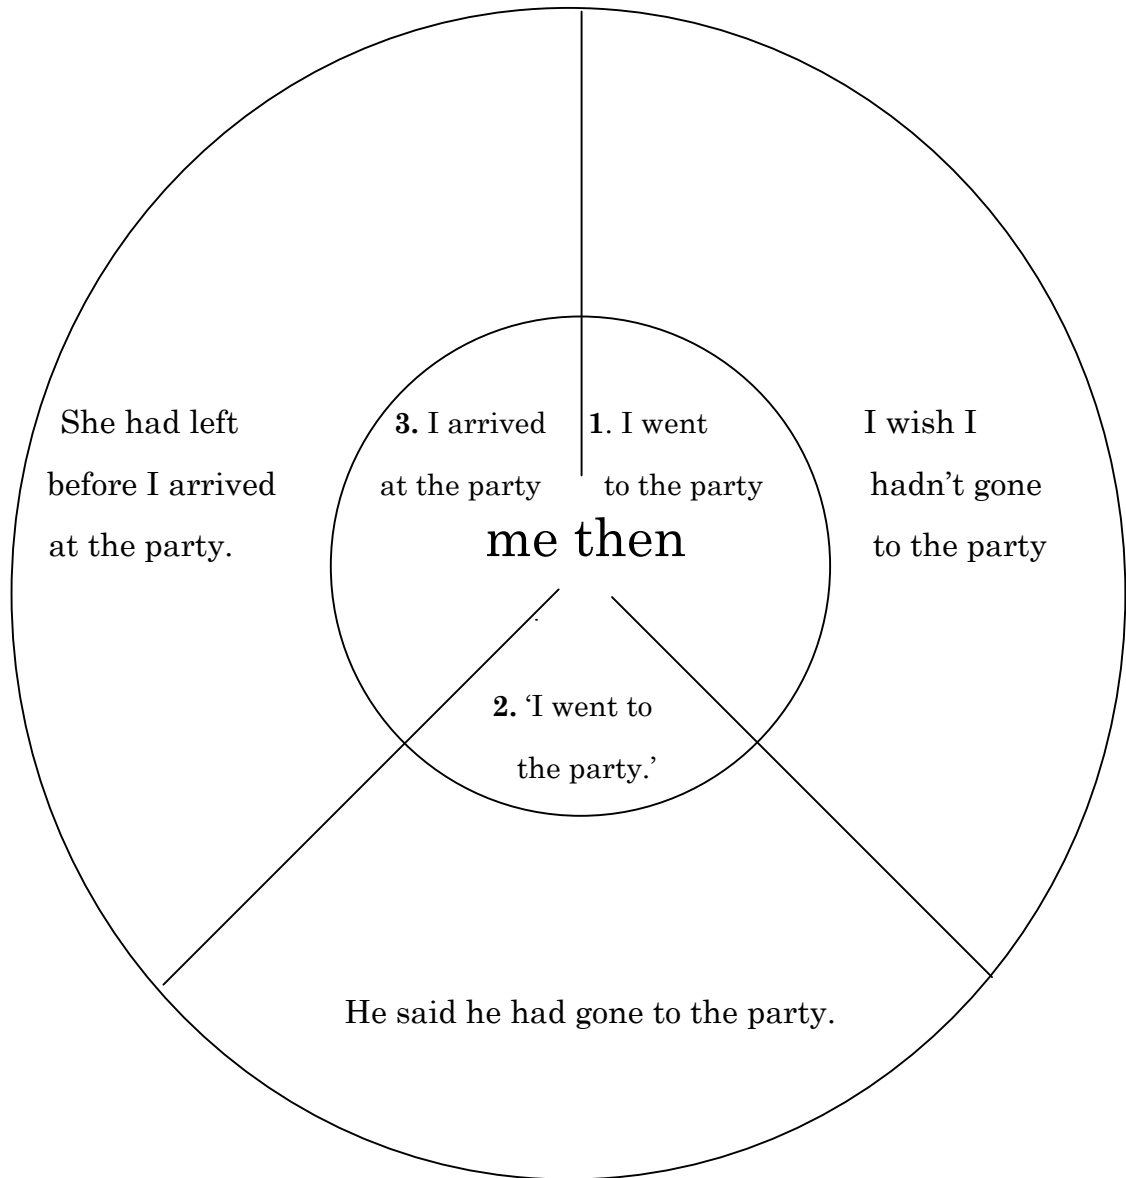 She had left
before I arrived
at the party.
3. I arrived
at the party
1. I went
to the party
me then
I wish I
hadn’t gone
to the party
2. ‘I went to
the party.’
He said he had gone to the party.